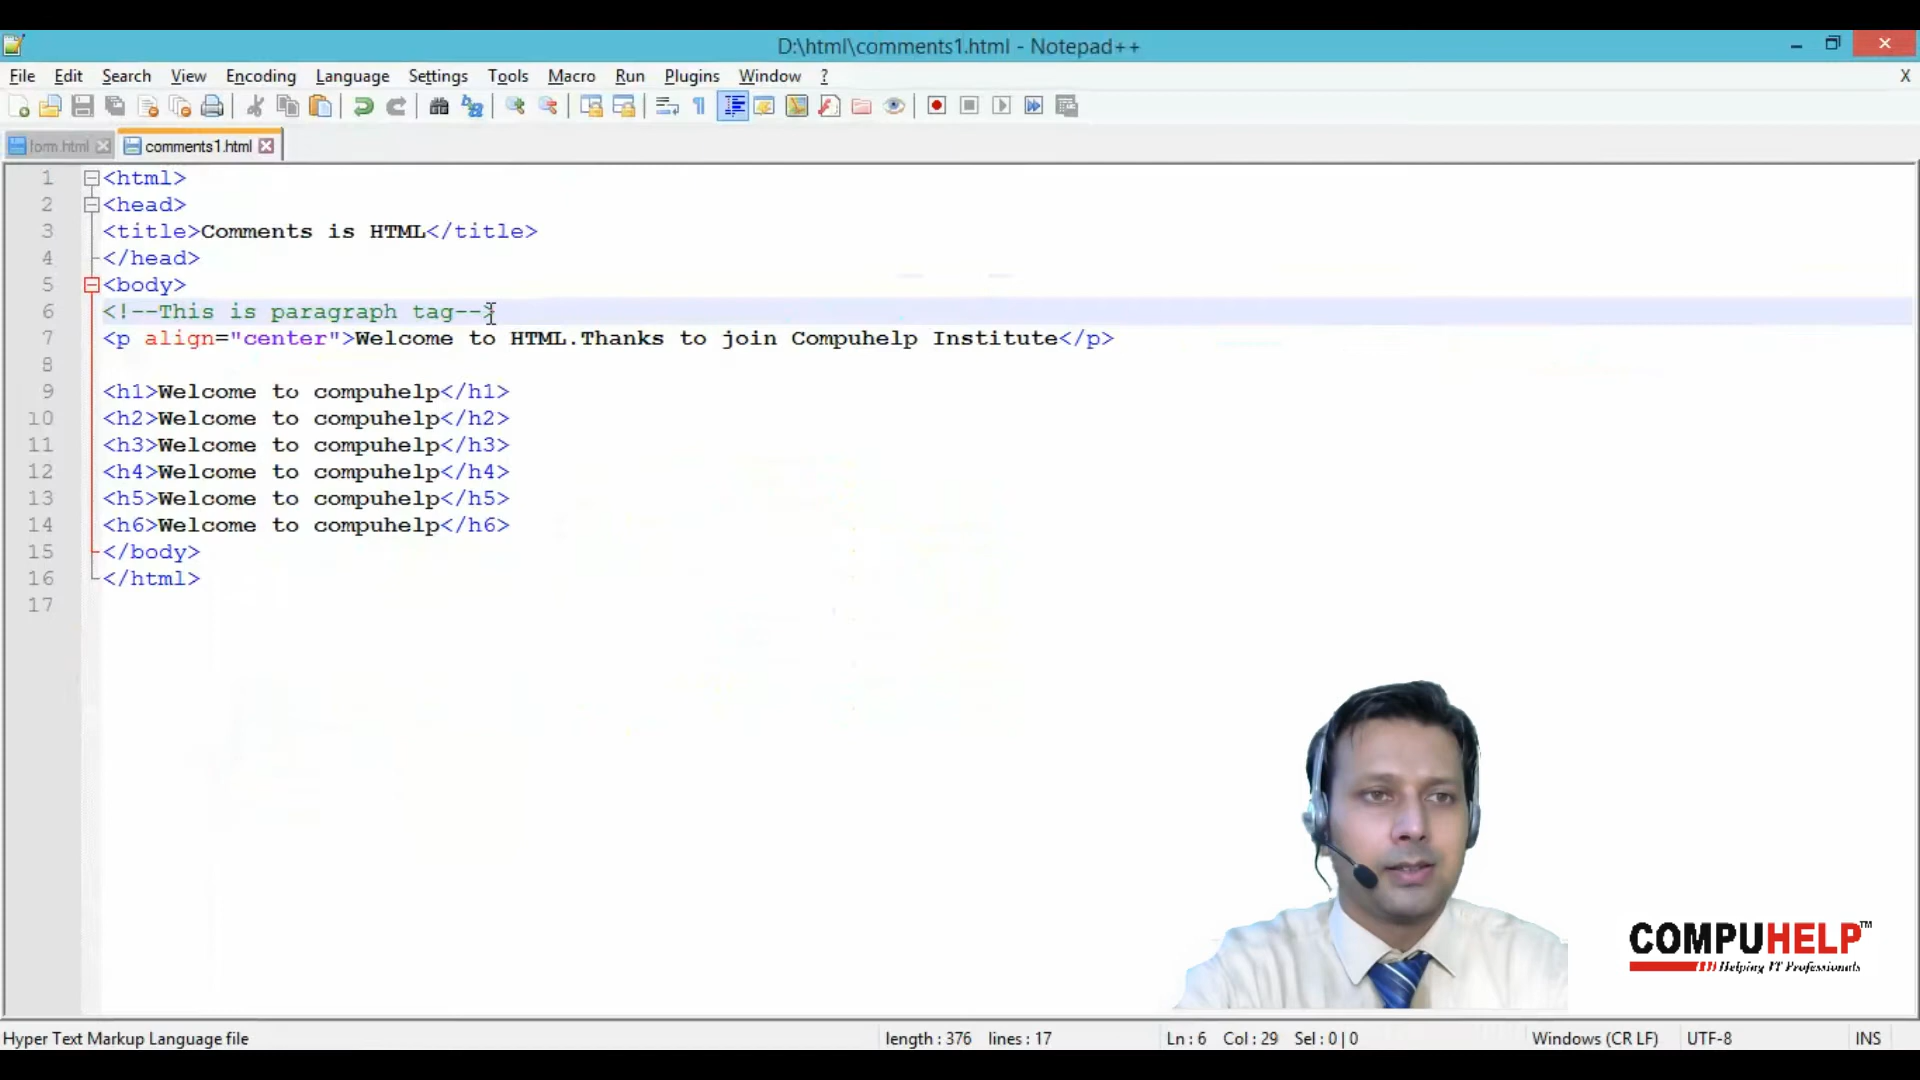 D:\html\comments1.html - Notepad++
File Edit Search View Encoding Language Settings Tools Macro Run Plugins Window ? X
form.html comments1.html
1 <html>
2 <head>
3 <title>Comments is HTML</title>
4 </head>
5 <body>
6 <!--This is paragraph tag-->
7 <p align="center">Welcome to HTML.Thanks to join Compuhelp Institute</p>
8
9 <h1>Welcome to compuhelp</h1>
10 <h2>Welcome to compuhelp</h2>
11 <h3>Welcome to compuhelp</h3>
12 <h4>Welcome to compuhelp</h4>
13 <h5>Welcome to compuhelp</h5>
14 <h6>Welcome to compuhelp</h6>
15 </body>
16 </html>
17
COMPUHELP™
Helping IT Professionals
Hyper Text Markup Language file length : 376 lines : 17 Ln : 6 Col : 29 Sel : 0 | 0 Windows (CR LF) UTF-8 INS